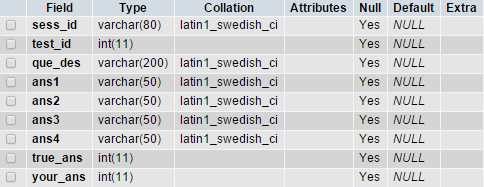 Field Type Collation Attributes Null Default Extra
sess_id varchar(80) latin1_swedish_ci Yes NULL
test_id int(11) Yes NULL
que_des varchar(200) latin1_swedish_ci Yes NULL
ans1 varchar(50) latin1_swedish_ci Yes NULL
ans2 varchar(50) latin1_swedish_ci Yes NULL
ans3 varchar(50) latin1_swedish_ci Yes NULL
ans4 varchar(50) latin1_swedish_ci Yes NULL
true_ans int(11) Yes NULL
your_ans int(11) Yes NULL